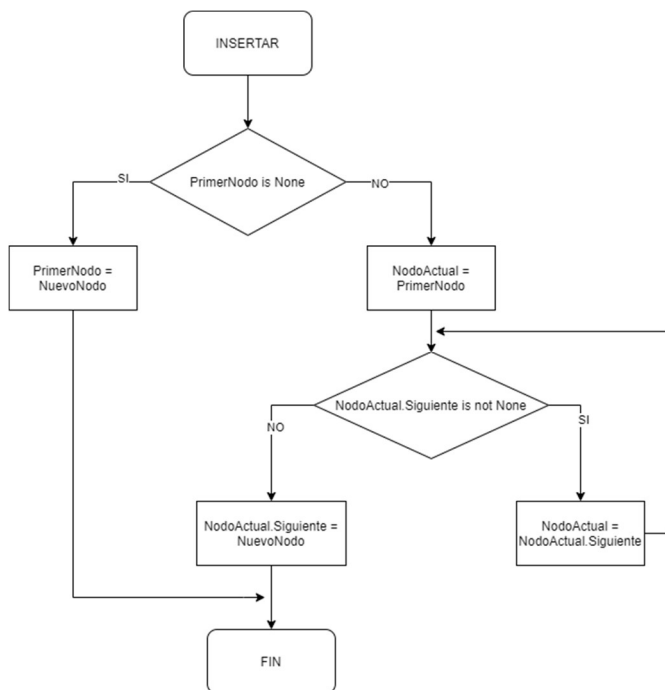 INSERTAR
PrimerNodo is None
SI
NO
PrimerNodo =
NuevoNodo
NodoActual =
PrimerNodo
NodoActual.Siguiente is not None
NO
SI
NodoActual.Siguiente =
NuevoNodo
NodoActual =
NodoActual.Siguiente
FIN